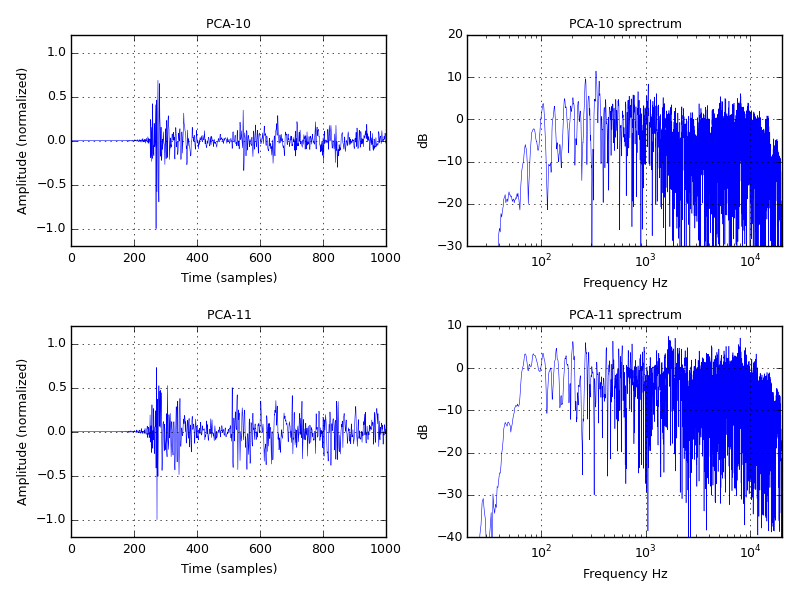 PCA-10
Amplitude (normalized)
1.0
0.5
0.0
−0.5
−1.0
0 200 400 600 800 1000
Time (samples)
PCA-10 sprectrum
dB
20
10
0
−10
−20
−30
10² 10³ 10⁴
Frequency Hz
PCA-11
Amplitude (normalized)
1.0
0.5
0.0
−0.5
−1.0
0 200 400 600 800 1000
Time (samples)
PCA-11 sprectrum
dB
10
0
−10
−20
−30
−40
10² 10³ 10⁴
Frequency Hz